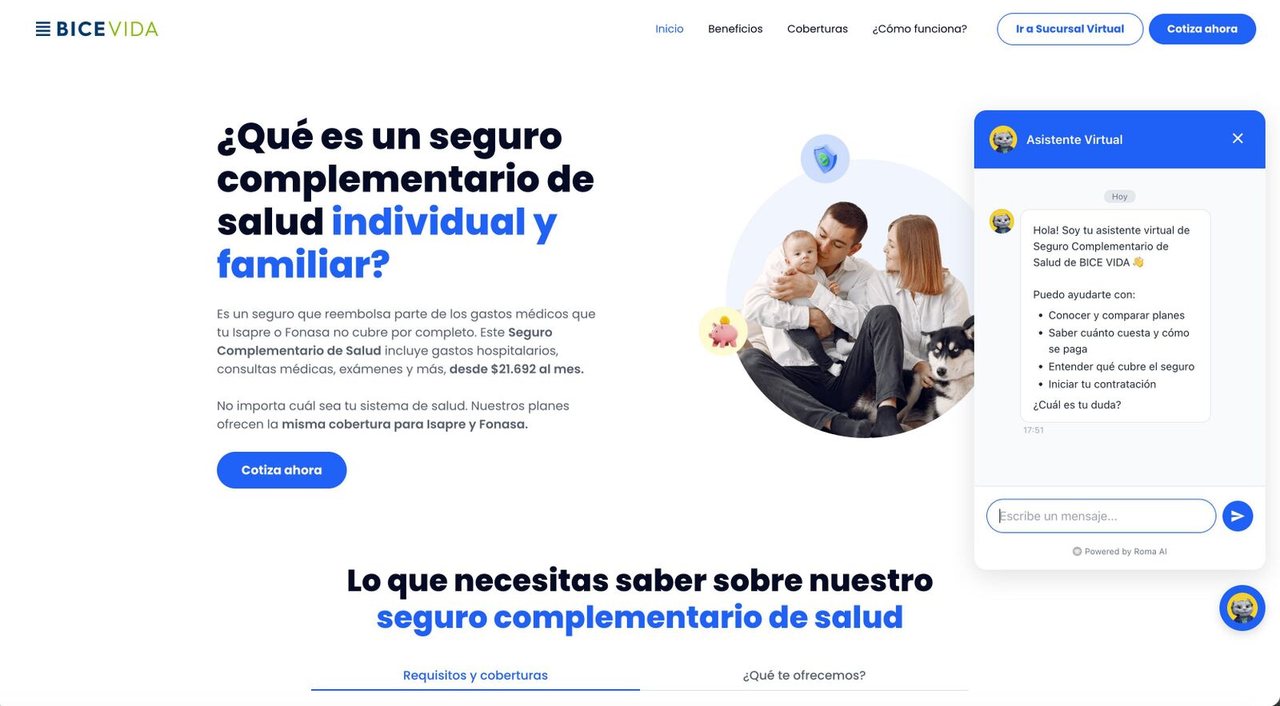 BICEVIDA
Inicio
Beneficios
Coberturas
¿Cómo funciona?
Ir a Sucursal Virtual
Cotiza ahora
¿Qué es un seguro
complementario de
salud individual y
familiar?
Es un seguro que reembolsa parte de los gastos médicos que
tu Isapre o Fonasa no cubre por completo. Este Seguro
Complementario de Salud incluye gastos hospitalarios,
consultas médicas, exámenes y más, desde $21.692 al mes.
No importa cuál sea tu sistema de salud. Nuestros planes
ofrecen la misma cobertura para Isapre y Fonasa.
Cotiza ahora
Asistente Virtual
Hoy
Hola! Soy tu asistente virtual de
Seguro Complementario de
Salud de BICE VIDA 👋
Puedo ayudarte con:
• Conocer y comparar planes
• Saber cuánto cuesta y cómo
se paga
• Entender qué cubre el seguro
• Iniciar tu contratación
¿Cuál es tu duda?
17:51
Escribe un mensaje...
Powered by Roma AI
Lo que necesitas saber sobre nuestro
seguro complementario de salud
Requisitos y coberturas
¿Qué te ofrecemos?